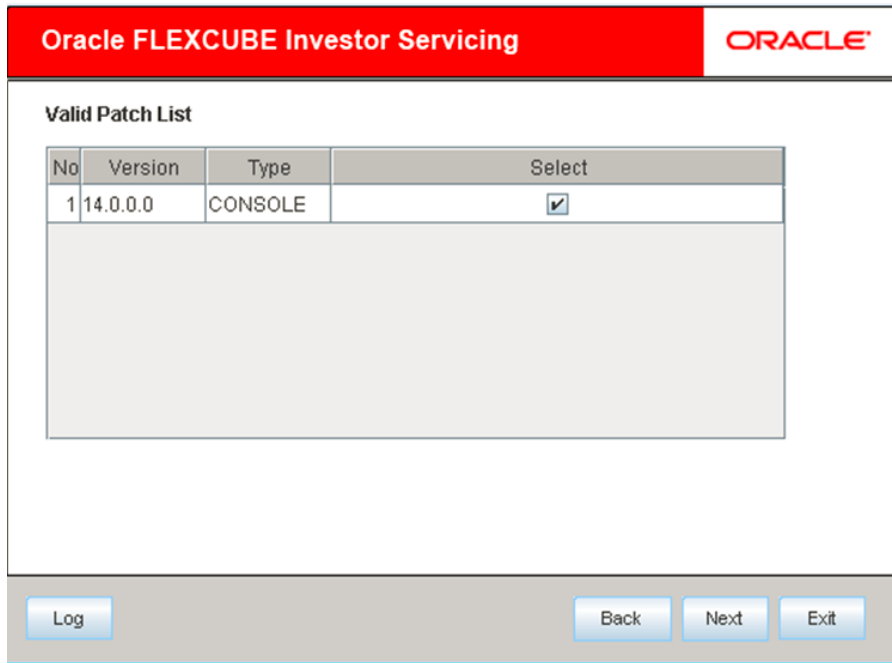 Oracle FLEXCUBE Investor Servicing ORACLE
Valid Patch List
No Version Type Select
1 14.0.0.0 CONSOLE
Log Back Next Exit